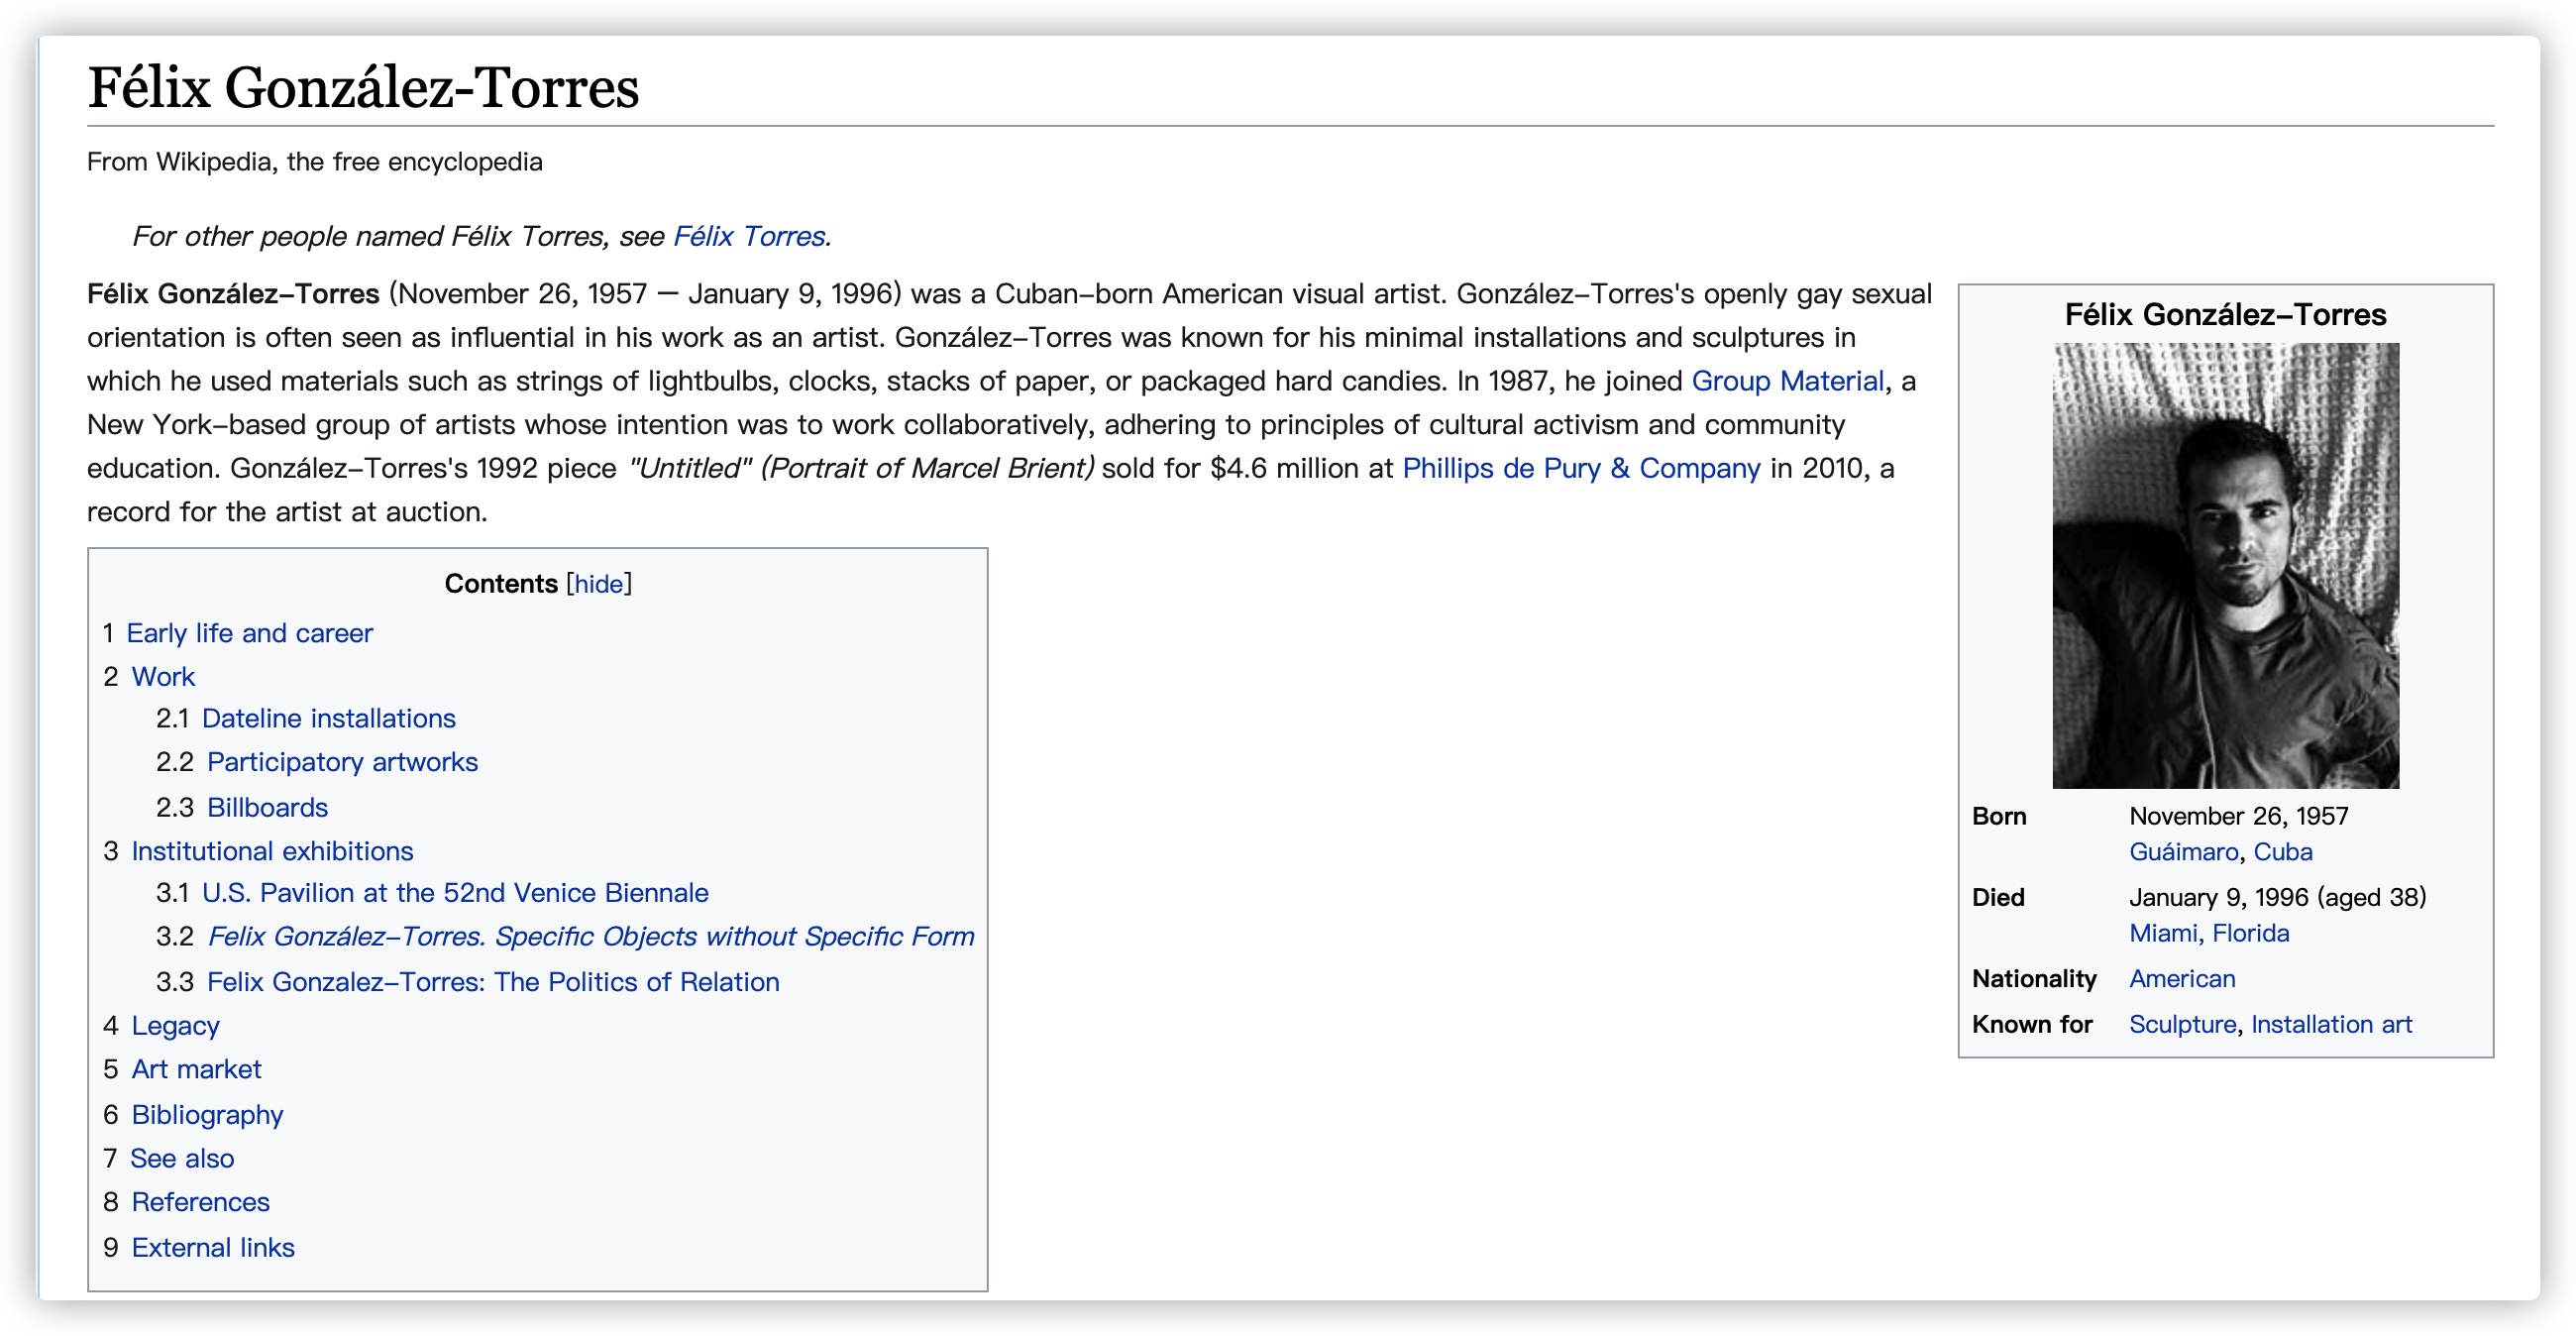 Félix González-Torres
From Wikipedia, the free encyclopedia
For other people named Félix Torres, see Félix Torres.
Félix González–Torres (November 26, 1957 – January 9, 1996) was a Cuban–born American visual artist. González–Torres's openly gay sexual
orientation is often seen as influential in his work as an artist. González–Torres was known for his minimal installations and sculptures in
which he used materials such as strings of lightbulbs, clocks, stacks of paper, or packaged hard candies. In 1987, he joined Group Material, a
New York–based group of artists whose intention was to work collaboratively, adhering to principles of cultural activism and community
education. González–Torres's 1992 piece "Untitled" (Portrait of Marcel Brient) sold for $4.6 million at Phillips de Pury & Company in 2010, a
record for the artist at auction.
Contents [hide]
1 Early life and career
2 Work
2.1 Dateline installations
2.2 Participatory artworks
2.3 Billboards
3 Institutional exhibitions
3.1 U.S. Pavilion at the 52nd Venice Biennale
3.2 Felix González–Torres. Specific Objects without Specific Form
3.3 Felix Gonzalez–Torres: The Politics of Relation
4 Legacy
5 Art market
6 Bibliography
7 See also
8 References
9 External links
Félix González–Torres
Born November 26, 1957
Guáimaro, Cuba
Died January 9, 1996 (aged 38)
Miami, Florida
Nationality American
Known for Sculpture, Installation art